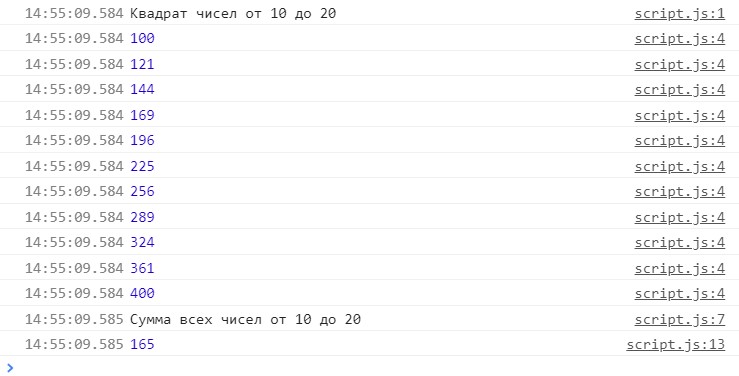 14:55:09.584 Квадрат чисел от 10 до 20 script.js:1
14:55:09.584 100 script.js:4
14:55:09.584 121 script.js:4
14:55:09.584 144 script.js:4
14:55:09.584 169 script.js:4
14:55:09.584 196 script.js:4
14:55:09.584 225 script.js:4
14:55:09.584 256 script.js:4
14:55:09.584 289 script.js:4
14:55:09.584 324 script.js:4
14:55:09.584 361 script.js:4
14:55:09.584 400 script.js:4
14:55:09.585 Сумма всех чисел от 10 до 20 script.js:7
14:55:09.585 165 script.js:13